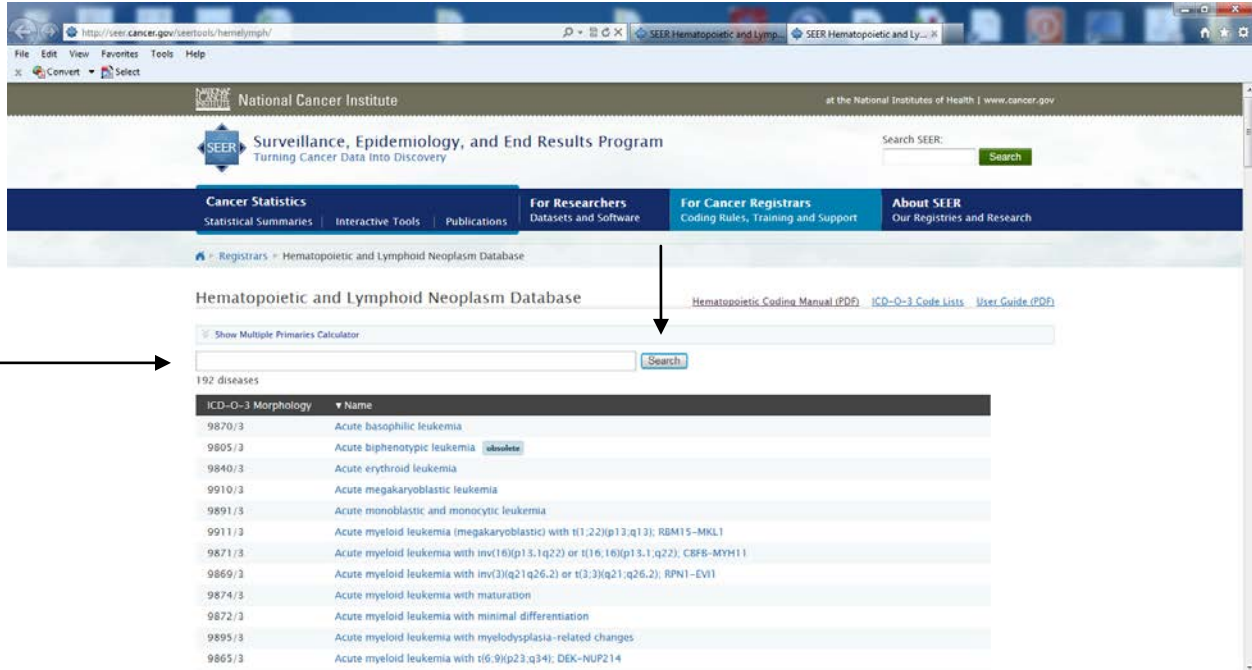 http://seer.cancer.gov/seertools/hemelymph/
SEER Hematopoietic and Lymp...
SEER Hematopoietic and Ly...
File Edit View Favorites Tools Help
x Convert Select
National Cancer Institute
at the National Institutes of Health | www.cancer.gov
SEER
Surveillance, Epidemiology, and End Results Program
Turning Cancer Data Into Discovery
Search SEER:
Search
Cancer Statistics
Statistical Summaries | Interactive Tools | Publications
For Researchers
Datasets and Software
For Cancer Registrars
Coding Rules, Training and Support
About SEER
Our Registries and Research
Registrars Hematopoietic and Lymphoid Neoplasm Database
Hematopoietic and Lymphoid Neoplasm Database
Hematopoietic Coding Manual (PDF) ICD-O-3 Code Lists User Guide (PDF)
Show Multiple Primaries Calculator
Search
192 diseases
ICD-O-3 Morphology ▼ Name
9870/3 Acute basophilic leukemia
9805/3 Acute biphenotypic leukemia obsolete
9840/3 Acute erythroid leukemia
9910/3 Acute megakaryoblastic leukemia
9891/3 Acute monoblastic and monocytic leukemia
9911/3 Acute myeloid leukemia (megakaryoblastic) with t(1;22)(p13;q13); RBM15-MKL1
9871/3 Acute myeloid leukemia with inv(16)(p13.1q22) or t(16;16)(p13.1;q22); CBFB-MYH11
9869/3 Acute myeloid leukemia with inv(3)(q21q26.2) or t(3;3)(q21;q26.2); RPN1-EVI1
9874/3 Acute myeloid leukemia with maturation
9872/3 Acute myeloid leukemia with minimal differentiation
9895/3 Acute myeloid leukemia with myelodysplasia-related changes
9865/3 Acute myeloid leukemia with t(6;9)(p23;q34); DEK-NUP214